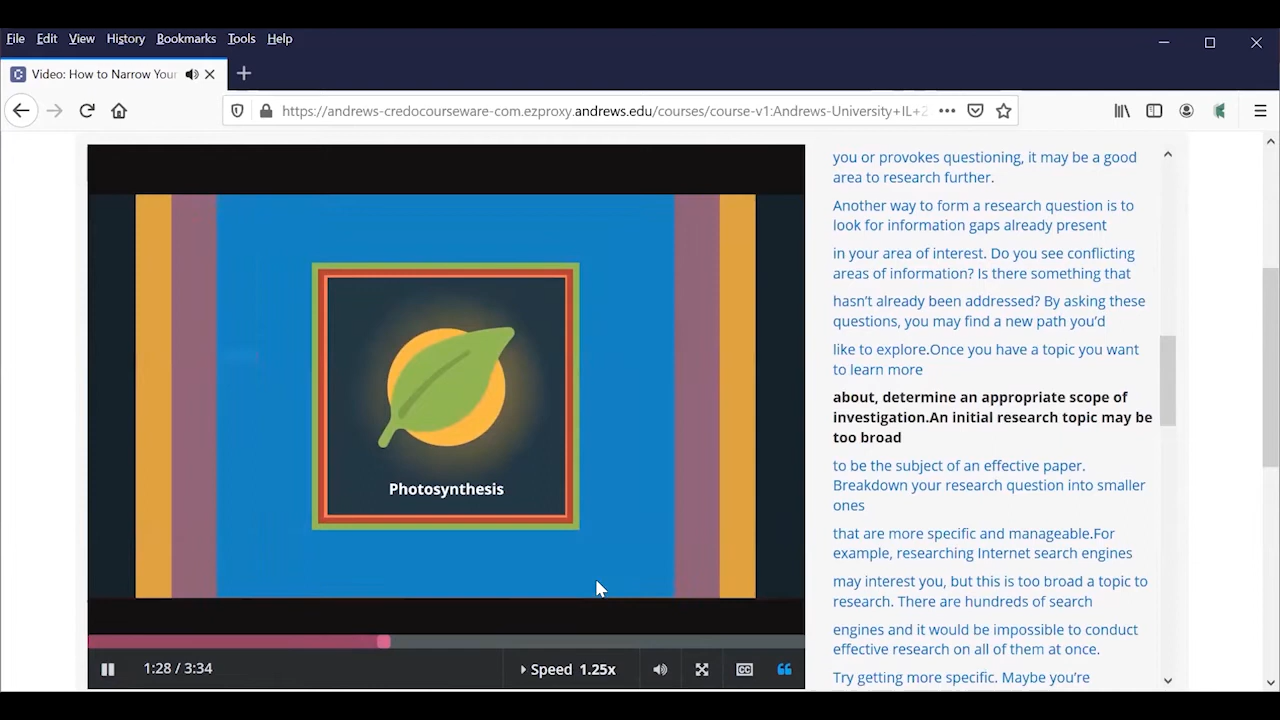 File Edit View History Bookmarks Tools Help
Video: How to Narrow Your
https://andrews-credocourseware-com.ezproxy.andrews.edu/courses/course-v1:Andrews-University+IL+2
Photosynthesis
1:28 / 3:34
Speed 1.25x
CC
you or provokes questioning, it may be a good
area to research further.
Another way to form a research question is to
look for information gaps already present
in your area of interest. Do you see conflicting
areas of information? Is there something that
hasn't already been addressed? By asking these
questions, you may find a new path you'd
like to explore.Once you have a topic you want
to learn more
about, determine an appropriate scope of
investigation.An initial research topic may be
too broad
to be the subject of an effective paper.
Breakdown your research question into smaller
ones
that are more specific and manageable.For
example, researching Internet search engines
may interest you, but this is too broad a topic to
research. There are hundreds of search
engines and it would be impossible to conduct
effective research on all of them at once.
Try getting more specific. Maybe you're